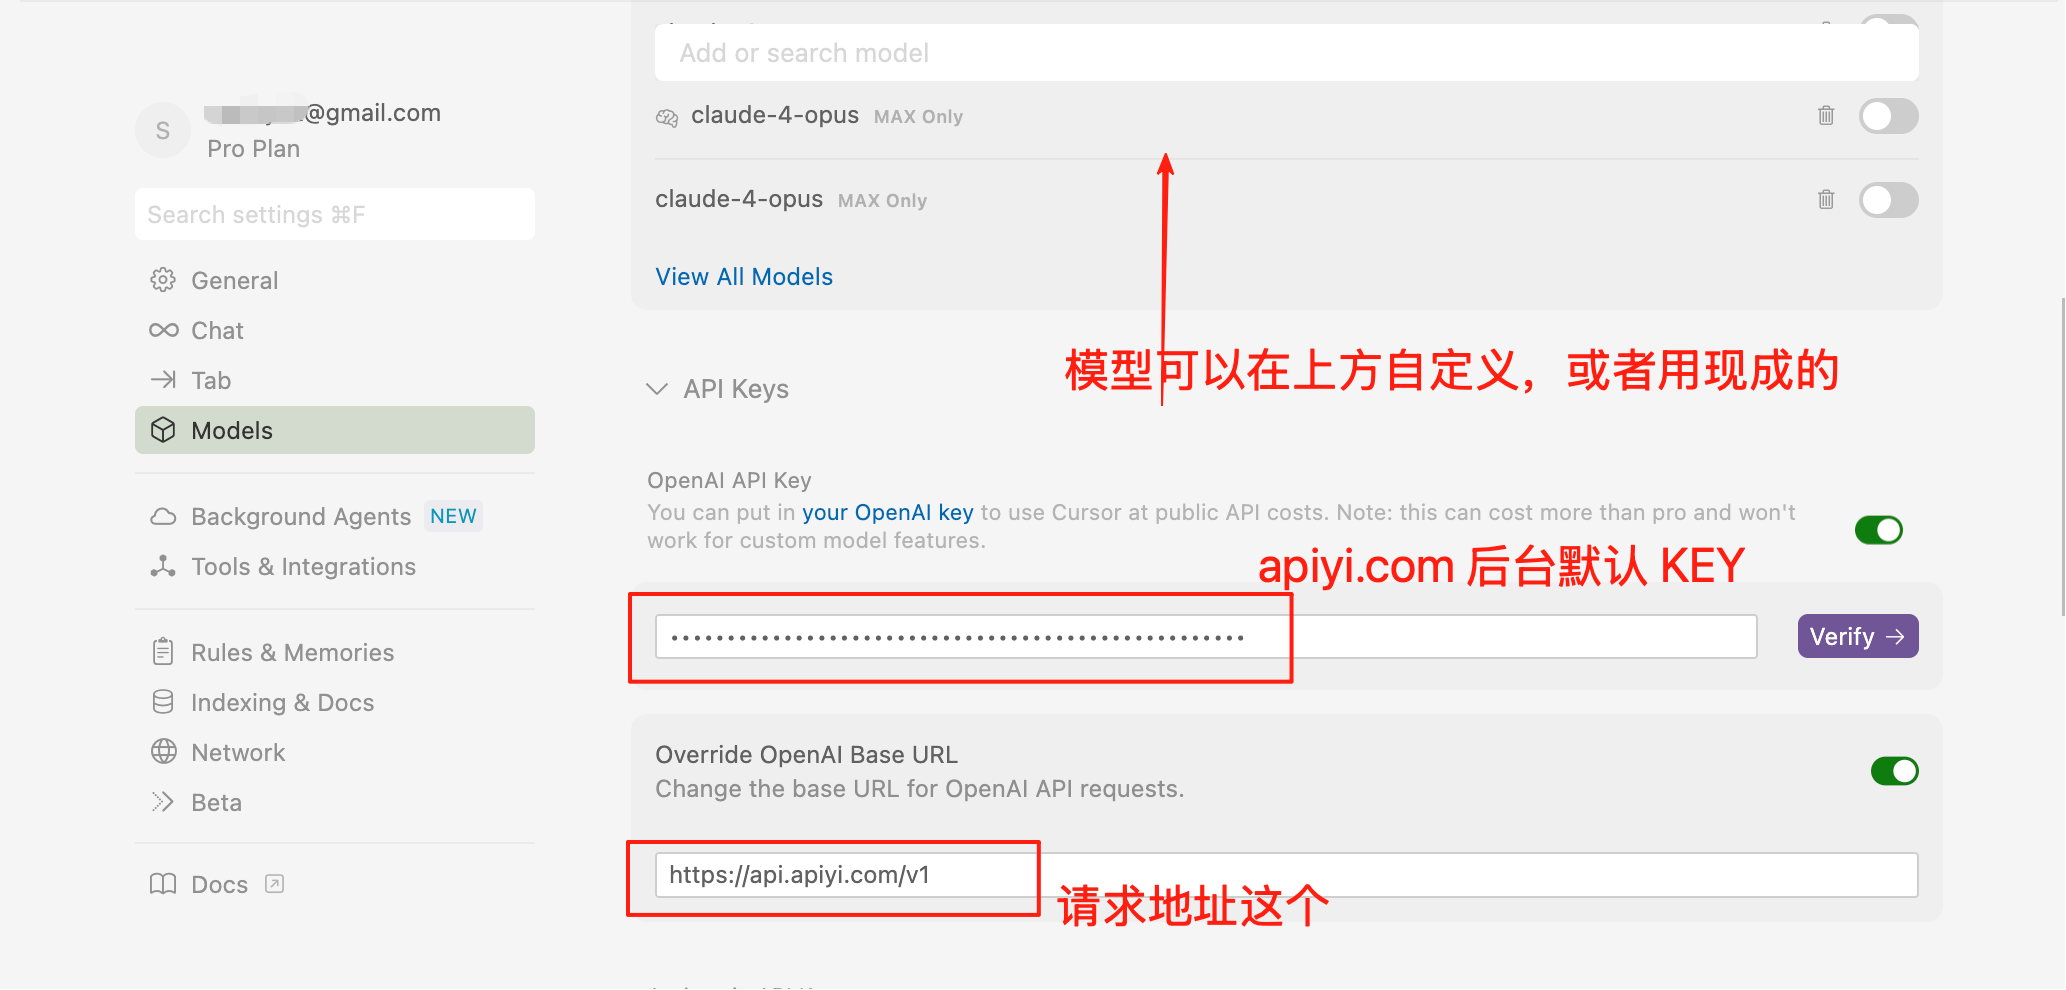 Add or search model
@gmail.com
S
Pro Plan
Search settings ⌘F
General
Chat
Tab
Models
Background Agents NEW
Tools & Integrations
Rules & Memories
Indexing & Docs
Network
Beta
Docs
claude-4-opus MAX Only
claude-4-opus MAX Only
View All Models
模型可以在上方自定义，或者用现成的
API Keys
OpenAI API Key
You can put in your OpenAI key to use Cursor at public API costs. Note: this can cost more than pro and won't
work for custom model features.
apiyi.com 后台默认 KEY
Verify →
Override OpenAI Base URL
Change the base URL for OpenAI API requests.
https://api.apiyi.com/v1
请求地址这个